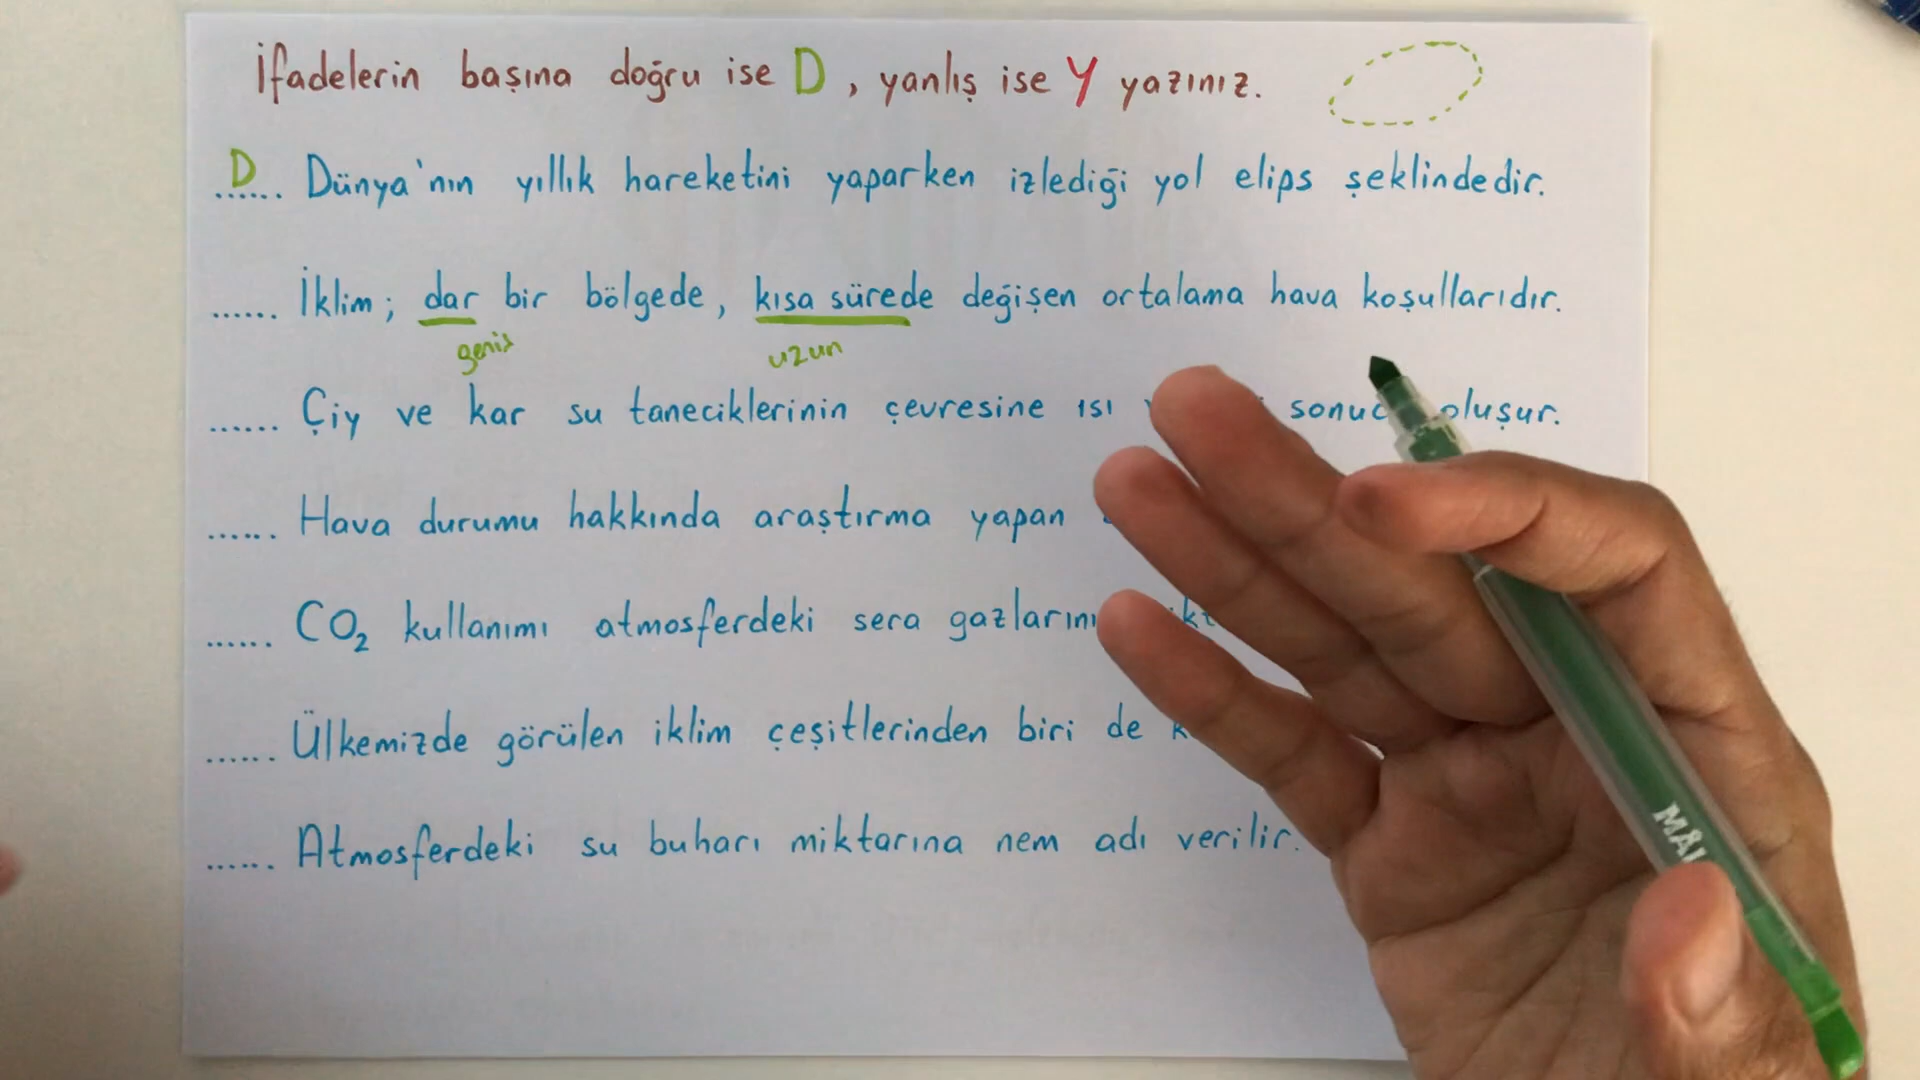 İfadelerin başına doğru ise D, yanlış ise Y yazınız.
D...... Dünya'nın yıllık hareketini yaparken izlediği yol elips şeklindedir.
...... İklim; dar bir bölgede, kısa sürede değişen ortalama hava koşullarıdır.
geniş uzun
...... Çiy ve kar su taneciklerinin çevresine ısı oluşur.
...... Hava durumu hakkında araştırma yapan
...... CO₂ kullanımı atmosferdeki sera gazlarını
...... Ülkemizde görülen iklim çeşitlerinden biri de
...... Atmosferdeki su buharı miktarına nem adı verilir.